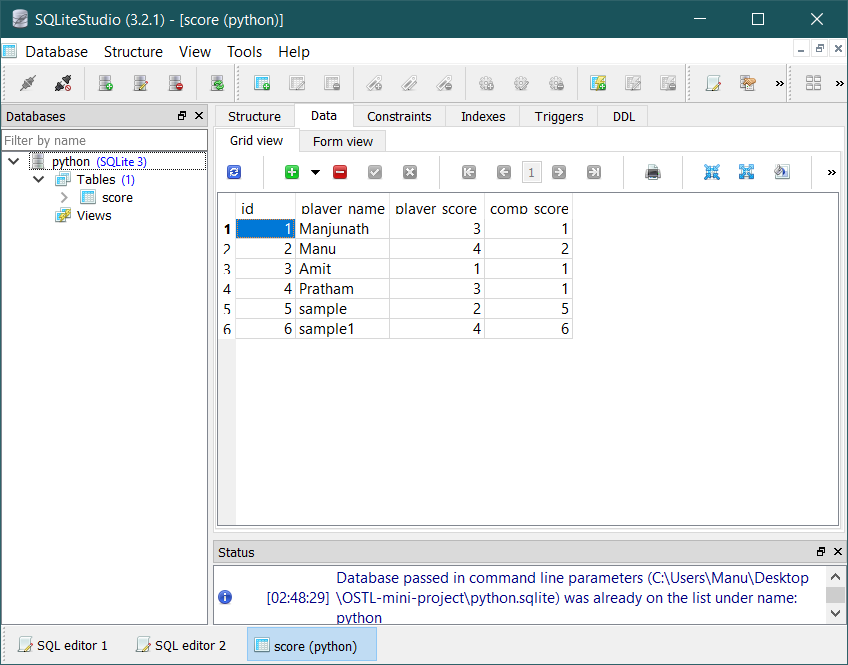 SQLiteStudio (3.2.1) - [score (python)]
Database Structure View Tools Help
Databases
Filter by name
python (SQLite 3)
Tables (1)
score
Views
Structure Data Constraints Indexes Triggers DDL
Grid view Form view
1
id player_name player_score comp_score
1 1 Manjunath 3 1
2 2 Manu 4 2
3 3 Amit 1 1
4 4 Pratham 3 1
5 5 sample 2 5
6 6 sample1 4 6
Status
Database passed in command line parameters (C:\Users\Manu\Desktop
[02:48:29] \OSTL-mini-project\python.sqlite) was already on the list under name:
python
SQL editor 1 SQL editor 2 score (python)